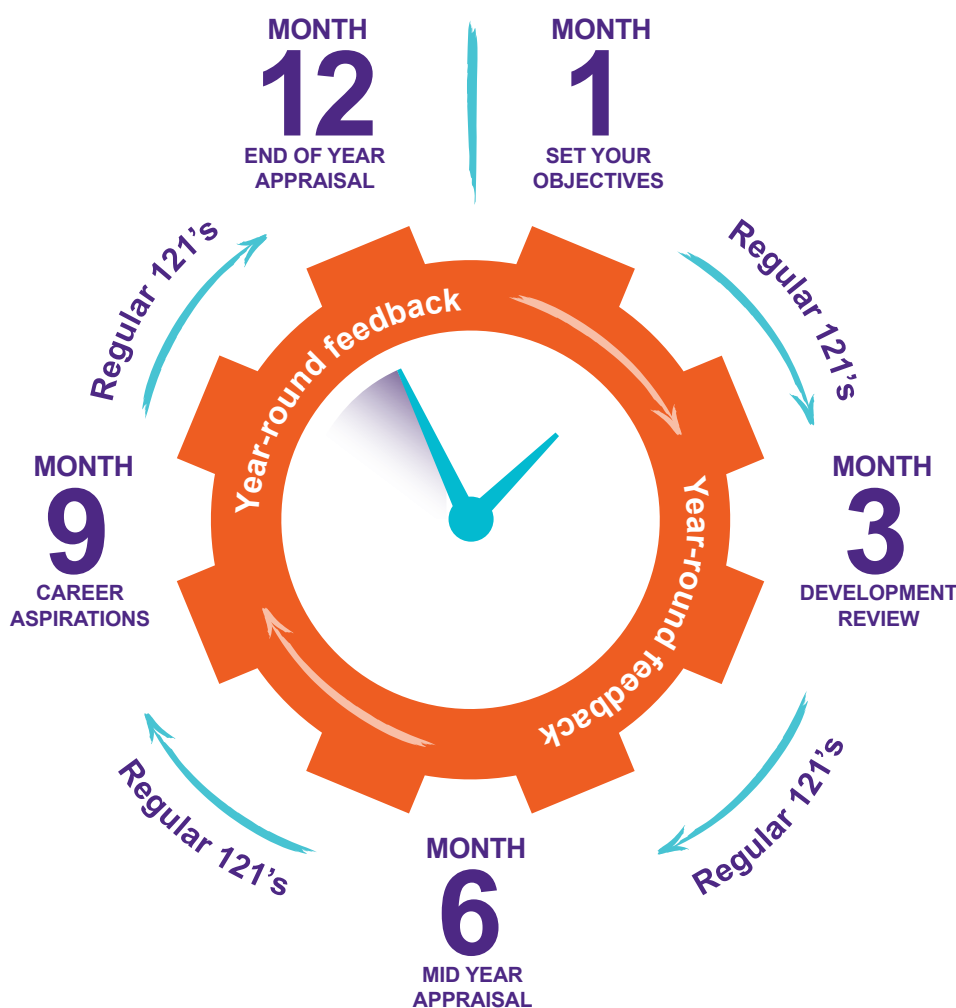 MONTH
12
END OF YEAR
APPRAISAL
MONTH
1
SET YOUR
OBJECTIVES
Regular 121’s
Regular 121’s
Year-round feedback
MONTH
9
CAREER
ASPIRATIONS
Year-round feedback
MONTH
3
DEVELOPMENT
REVIEW
Regular 121’s
Regular 121’s
MONTH
6
MID YEAR
APPRAISAL